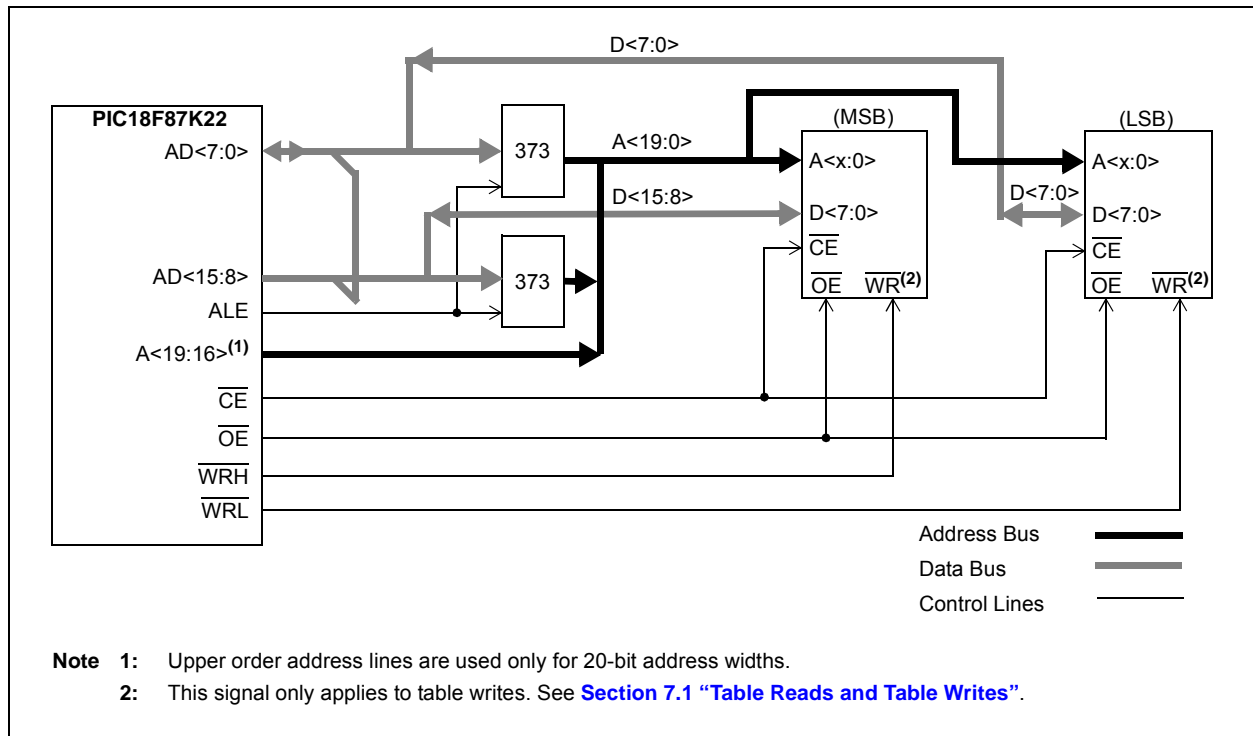 D<7:0>
PIC18F87K22
AD<7:0>
373
A<19:0>
(MSB)
A<x:0>
D<7:0>
CE
OE WR(2)
(LSB)
A<x:0>
D<7:0>
D<7:0>
CE
OE WR(2)
D<15:8>
AD<15:8>
373
ALE
A<19:16>(1)
CE
OE
WRH
WRL
Address Bus
Data Bus
Control Lines
Note 1: Upper order address lines are used only for 20-bit address widths.
2: This signal only applies to table writes. See Section 7.1 “Table Reads and Table Writes”.